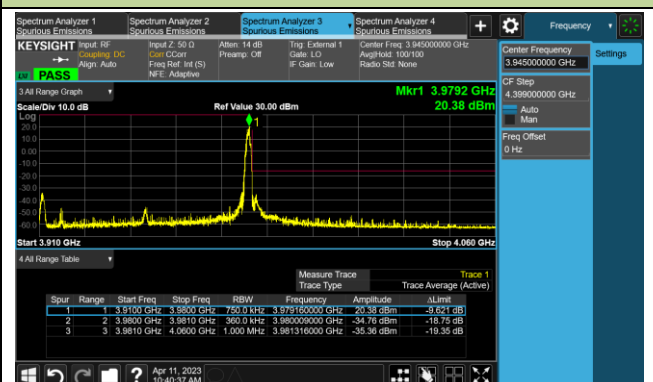 Spectrum Analyzer 1
Spurious Emissions
Spectrum Analyzer 2
Spurious Emissions
Spectrum Analyzer 3
Spurious Emissions
Spectrum Analyzer 4
Spurious Emissions
+
Frequency
KEYSIGHT
Input: RF
Coupling: DC
Align: Auto
Input Z: 50 Ω
Corr CCorr
Freq Ref: Int (S)
NFE: Adaptive
Atten: 14 dB
Preamp: Off
Trig: External 1
Gate: LO
IF Gain: Low
Center Freq: 3.945000000 GHz
Avg|Hold: 100/100
Radio Std: None
PASS
Center Frequency
3.945000000 GHz
Settings
CF Step
4.399000000 GHz
Auto
Man
Freq Offset
0 Hz
3 All Range Graph
Mkr1 3.9792 GHz
Scale/Div 10.0 dB Ref Value 30.00 dBm 20.38 dBm
Log
20.0
10.0
0.00
-10.0
-20.0
-30.0
-40.0
-50.0
-60.0
1
Start 3.910 GHz Stop 4.060 GHz
4 All Range Table
Measure Trace Trace 1
Trace Type Trace Average (Active)
Spur Range Start Freq Stop Freq RBW Frequency Amplitude ΔLimit
1 1 3.9100 GHz 3.9800 GHz 750.0 kHz 3.979160000 GHz 20.38 dBm -9.621 dB
2 2 3.9800 GHz 3.9810 GHz 360.0 kHz 3.980009000 GHz -34.76 dBm -18.75 dB
3 3 3.9810 GHz 4.0600 GHz 1.000 MHz 3.981316000 GHz -35.36 dBm -19.35 dB
?
Apr 11, 2023
10:40:37 AM